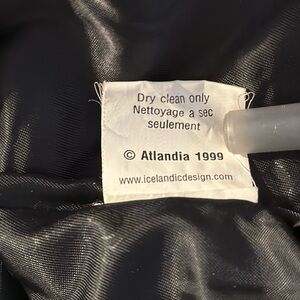 Dry clean only
Nettoyage a sec
seulement
© Atlandia 1999
www.icelandicdesign.com